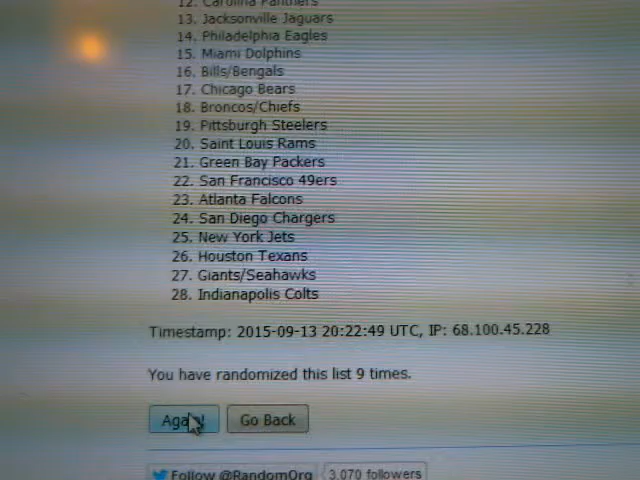 12. Carolina Panthers
13. Jacksonville Jaguars
14. Philadelphia Eagles
15. Miami Dolphins
16. Bills/Bengals
17. Chicago Bears
18. Broncos/Chiefs
19. Pittsburgh Steelers
20. Saint Louis Rams
21. Green Bay Packers
22. San Francisco 49ers
23. Atlanta Falcons
24. San Diego Chargers
25. New York Jets
26. Houston Texans
27. Giants/Seahawks
28. Indianapolis Colts
Timestamp: 2015-09-13 20:22:49 UTC, IP: 68.100.45.228
You have randomized this list 9 times.
Again! Go Back
Follow @RandomOrg 3,070 followers